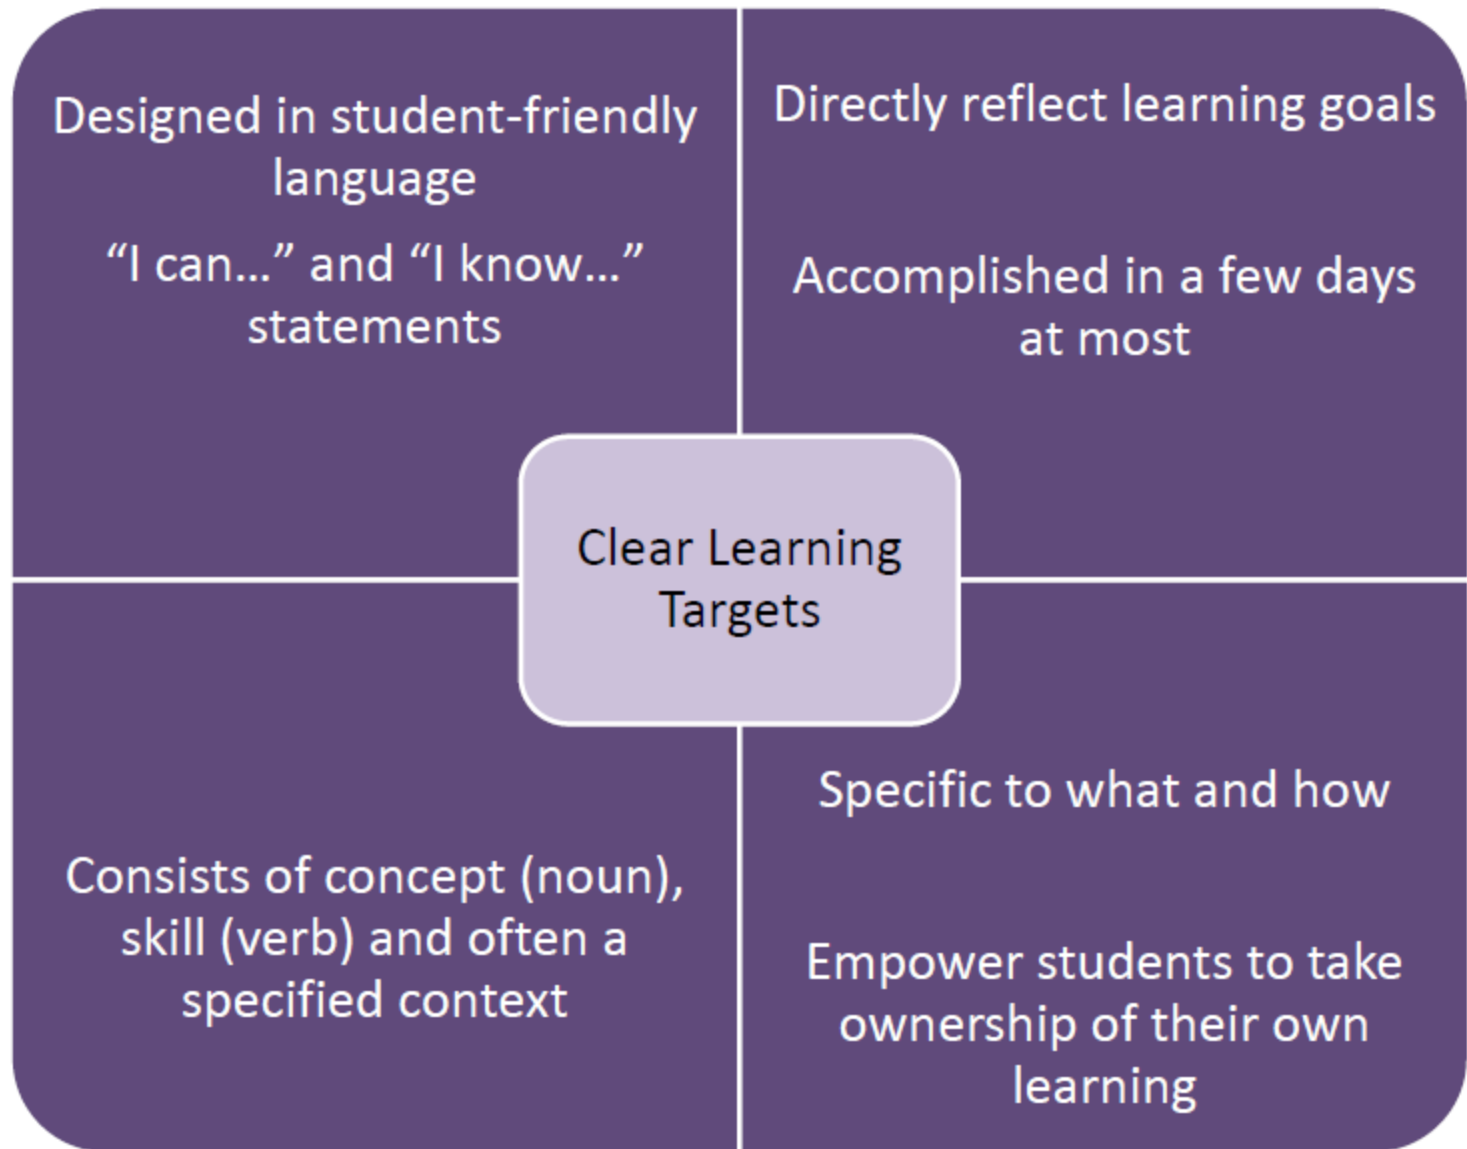 Designed in student-friendly
language
“I can…” and “I know…”
statements
Directly reflect learning goals
Accomplished in a few days
at most
Clear Learning
Targets
Consists of concept (noun),
skill (verb) and often a
specified context
Specific to what and how
Empower students to take
ownership of their own
learning